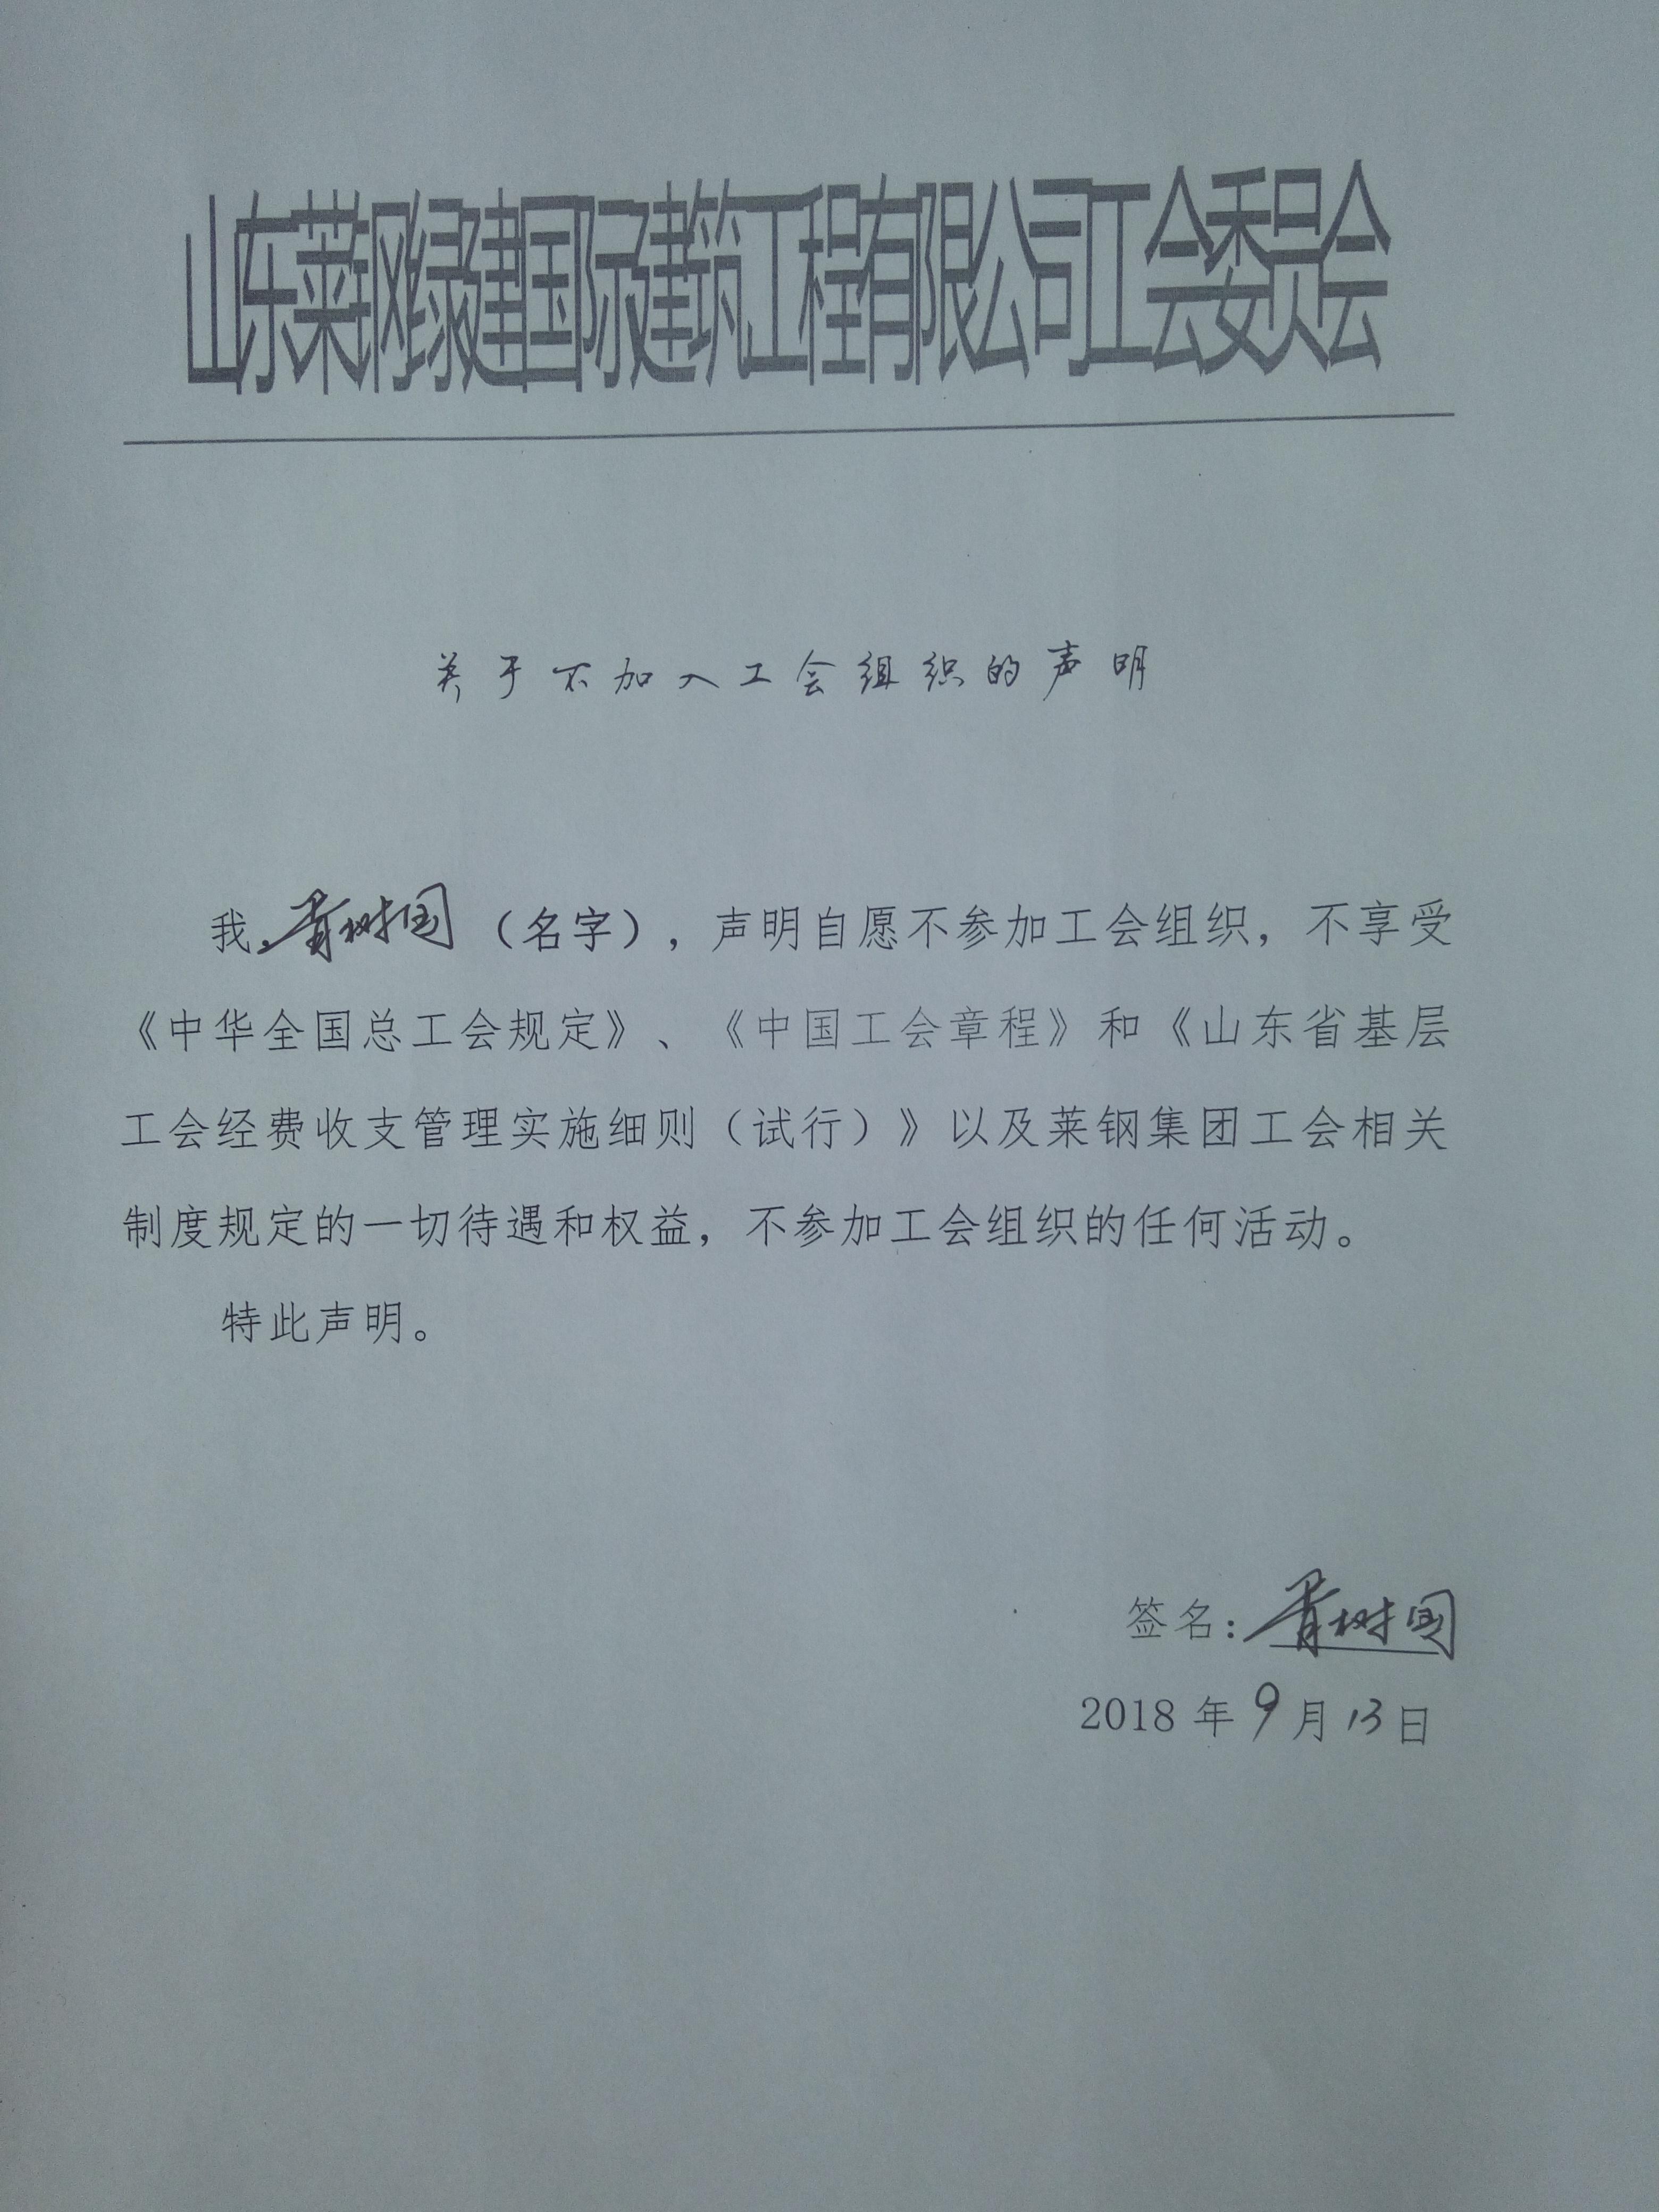 山东莱钢绿建国际建筑工程有限公司工会委员会
关于不加入工会组织的声明
我，树国（名字），声明自愿不参加工会组织，不享受
《中华全国总工会规定》、《中国工会章程》和《山东省基层
工会经费收支管理实施细则（试行）》以及莱钢集团工会相关
制度规定的一切待遇和权益，不参加工会组织的任何活动。
特此声明。
签名：树国
2018年9月13日